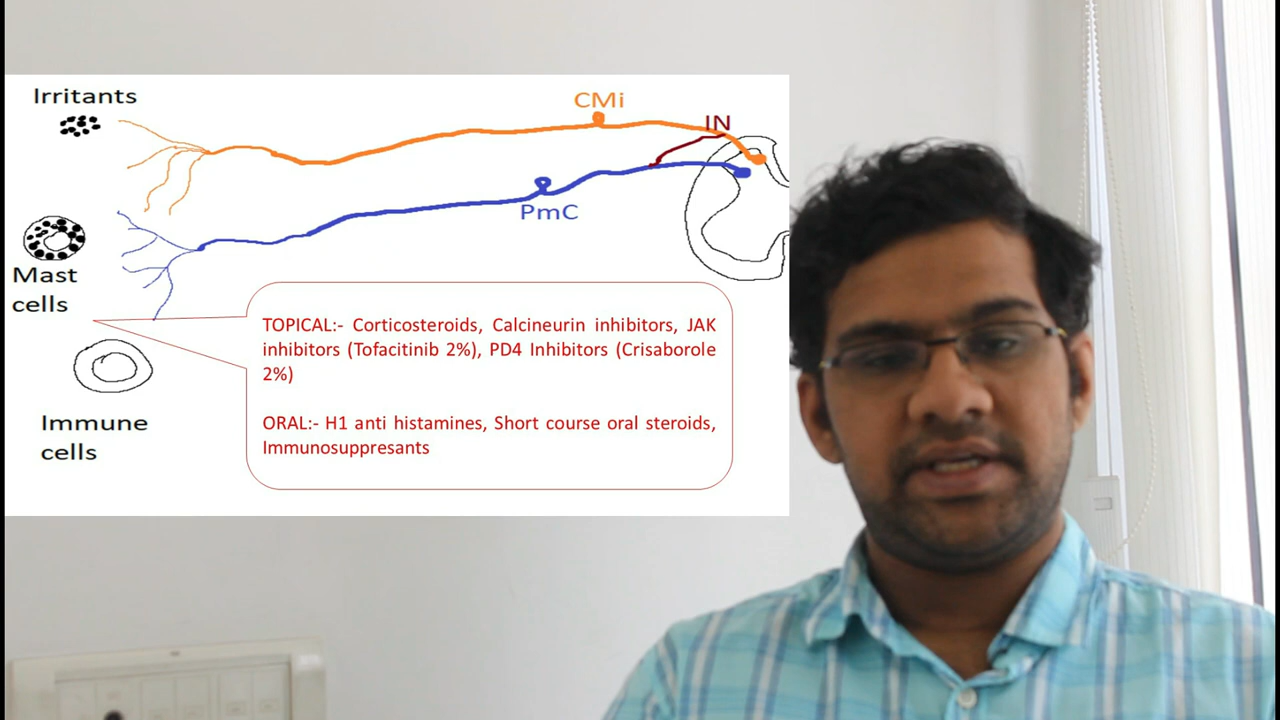 Irritants
CMi
IN
PmC
Mast
cells
TOPICAL:- Corticosteroids, Calcineurin inhibitors, JAK
inhibitors (Tofacitinib 2%), PD4 Inhibitors (Crisaborole
2%)
ORAL:- H1 anti histamines, Short course oral steroids,
Immunosuppresants
Immune
cells